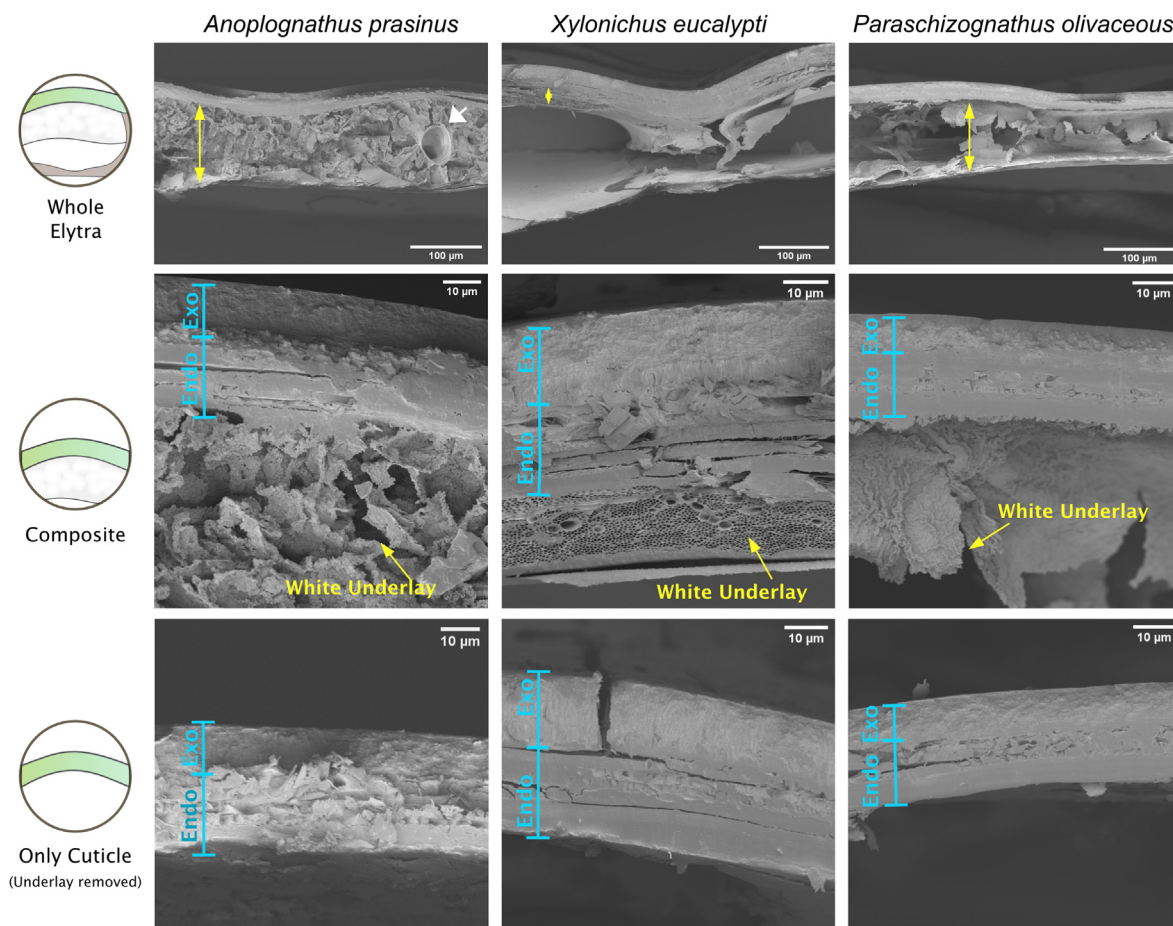 Anoplognathus prasinus
Xylonichus eucalypti
Paraschizognathus olivaceous
Whole
Elytra
100 µm
100 µm
100 µm
Composite
10 µm
Exo
Endo
White Underlay
10 µm
Exo
Endo
White Underlay
10 µm
Exo
Endo
White Underlay
Only Cuticle
(Underlay removed)
10 µm
Exo
Endo
10 µm
Exo
Endo
10 µm
Exo
Endo